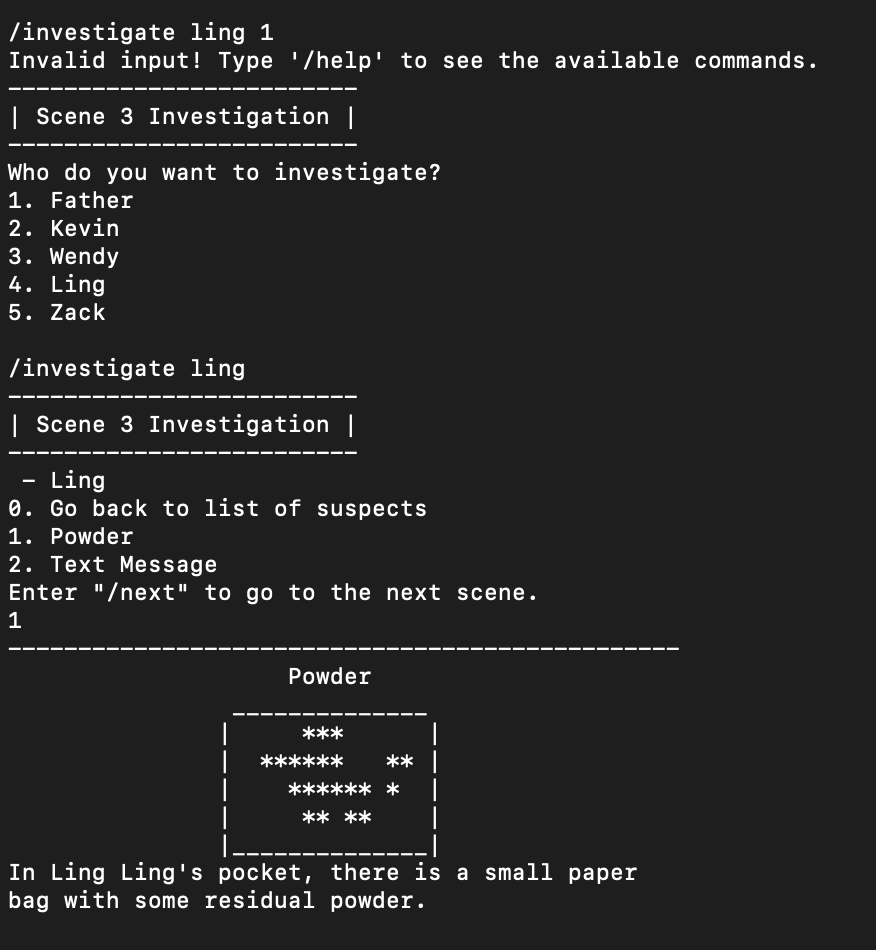 /investigate ling 1
Invalid input! Type '/help' to see the available commands.
-------------------------
| Scene 3 Investigation |
-------------------------
Who do you want to investigate?
1. Father
2. Kevin
3. Wendy
4. Ling
5. Zack

/investigate ling
-------------------------
| Scene 3 Investigation |
-------------------------
 - Ling
0. Go back to list of suspects
1. Powder
2. Text Message
Enter "/next" to go to the next scene.
1
------------------------------------------------
                    Powder
                ______________
               |     ***      |
               |  ******   ** |
               |    ****** *  |
               |     ** **    |
               |______________|
In Ling Ling's pocket, there is a small paper
bag with some residual powder.